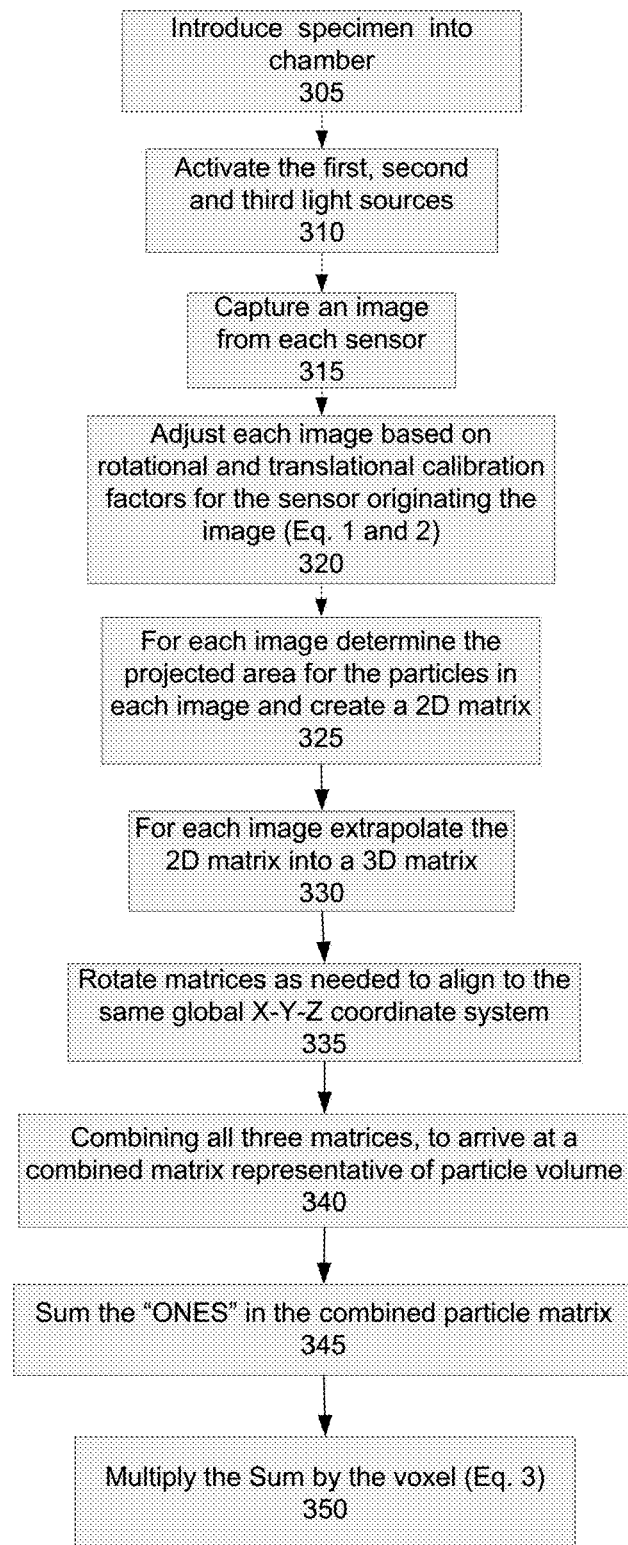 Introduce specimen into
chamber
305
Activate the first, second
and third light sources
310
Capture an image
from each sensor
315
Adjust each image based on
rotational and translational calibration
factors for the sensor originating the
image (Eq. 1 and 2)
320
For each image determine the
projected area for the particles in
each image and create a 2D matrix
325
For each image extrapolate the
2D matrix into a 3D matrix
330
Rotate matrices as needed to align to the
same global X-Y-Z coordinate system
335
Combining all three matrices, to arrive at a
combined matrix representative of particle volume
340
Sum the “ONES” in the combined particle matrix
345
Multiply the Sum by the voxel (Eq. 3)
350